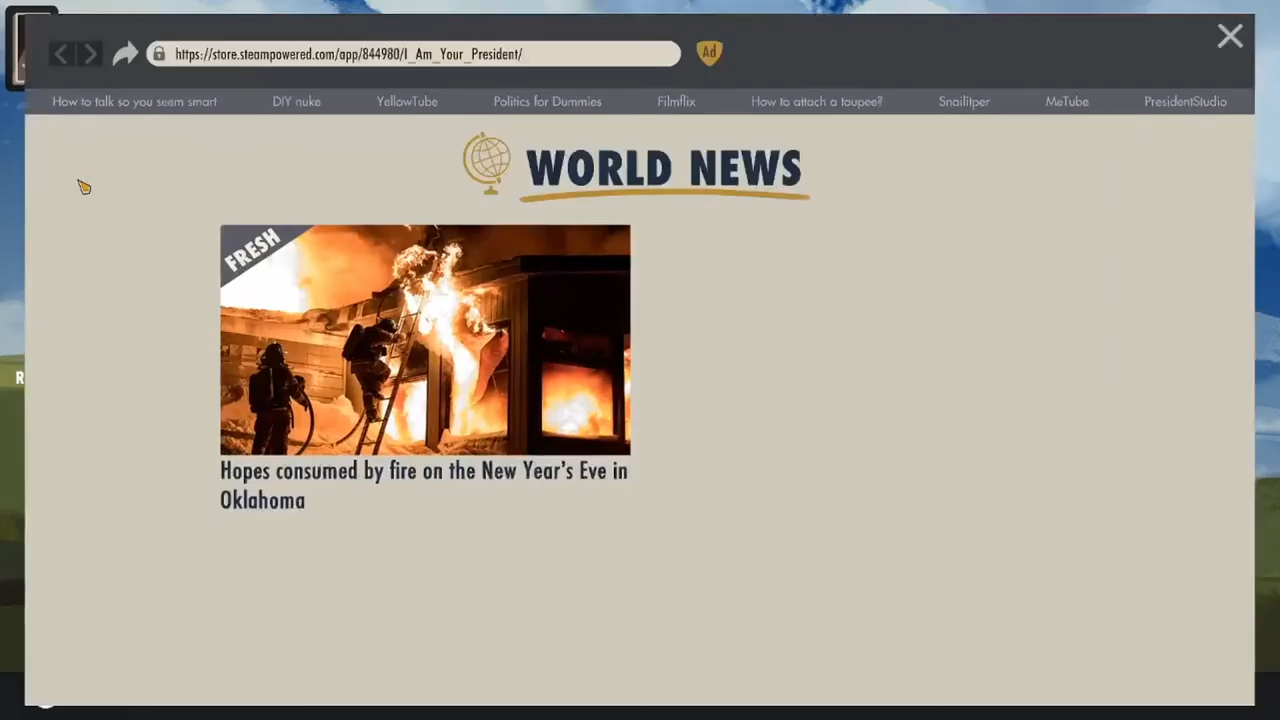 https://store.steampowered.com/app/844980/I_Am_Your_President/
Ad
How to talk so you seem smart
DIY nuke
YellowTube
Politics for Dummies
Filmflix
How to attach a toupee?
Snailitper
MeTube
PresidentStudio
WORLD NEWS
FRESH
R
Hopes consumed by fire on the New Year's Eve in
Oklahoma